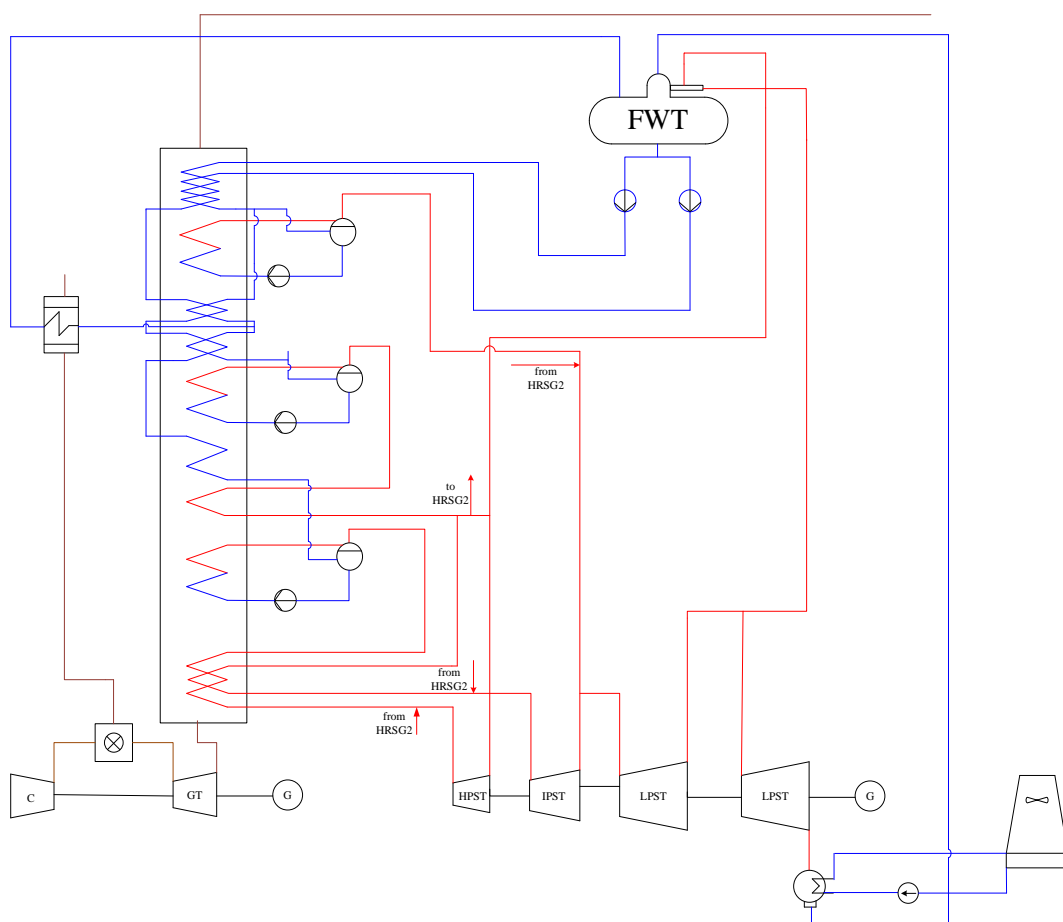 FWT
from
HRSG2
to
HRSG2
from
HRSG2
from
HRSG2
C
GT
G
HPST
IPST
LPST
LPST
G